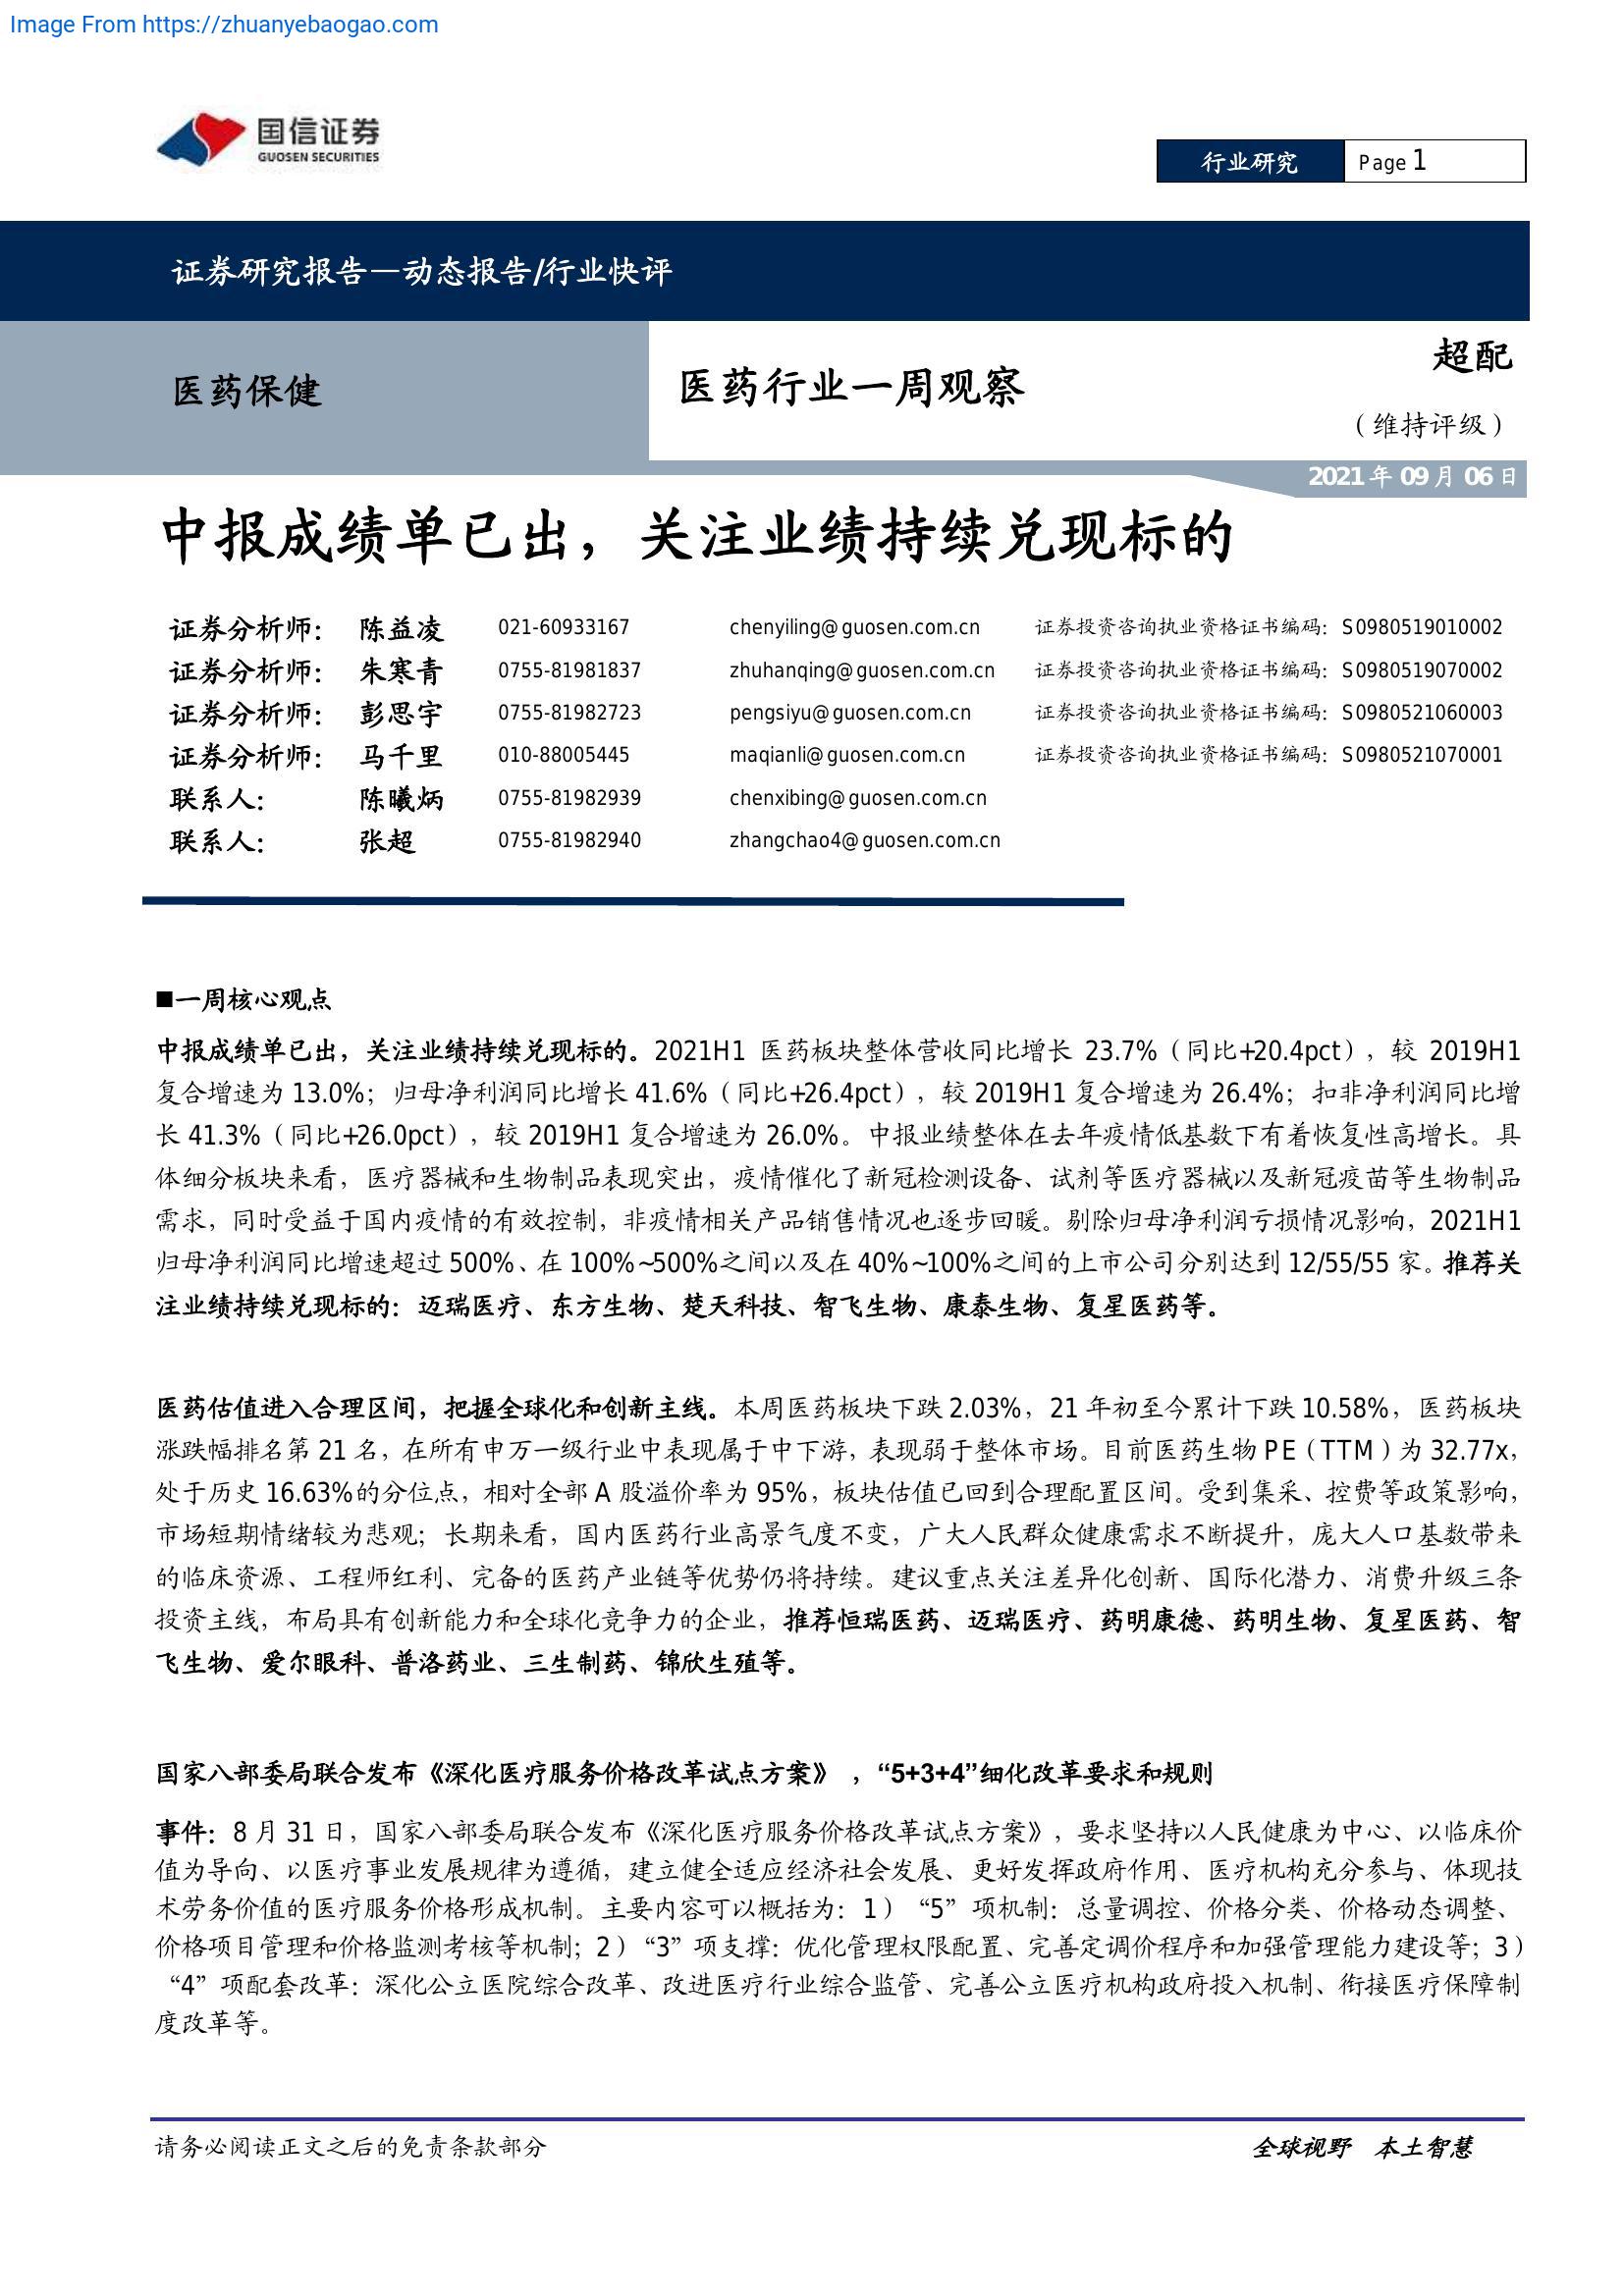 Image From https://zhuanyebaogao.com
国信证券
GUOSEN SECURITIES
行业研究 Page 1
证券研究报告—动态报告/行业快评
医药保健
医药行业一周观察
超配
（维持评级）
2021 年 09 月 06 日
中报成绩单已出，关注业绩持续兑现标的
证券分析师： 陈益凌 021-60933167 chenyiling@guosen.com.cn 证券投资咨询执业资格证书编码：S0980519010002
证券分析师： 朱寒青 0755-81981837 zhuhanqing@guosen.com.cn 证券投资咨询执业资格证书编码：S0980519070002
证券分析师： 彭思宇 0755-81982723 pengsiyu@guosen.com.cn 证券投资咨询执业资格证书编码：S0980521060003
证券分析师： 马千里 010-88005445 maqianli@guosen.com.cn 证券投资咨询执业资格证书编码：S0980521070001
联系人： 陈曦炳 0755-81982939 chenxibing@guosen.com.cn
联系人： 张超 0755-81982940 zhangchao4@guosen.com.cn
■一周核心观点
中报成绩单已出，关注业绩持续兑现标的。2021H1 医药板块整体营收同比增长 23.7%（同比+20.4pct），较 2019H1
复合增速为 13.0%；归母净利润同比增长 41.6%（同比+26.4pct），较 2019H1 复合增速为 26.4%；扣非净利润同比增
长 41.3%（同比+26.0pct），较 2019H1 复合增速为 26.0%。中报业绩整体在去年疫情低基数下有着恢复性高增长。具
体细分板块来看，医疗器械和生物制品表现突出，疫情催化了新冠检测设备、试剂等医疗器械以及新冠疫苗等生物制品
需求，同时受益于国内疫情的有效控制，非疫情相关产品销售情况也逐步回暖。剔除归母净利润亏损情况影响，2021H1
归母净利润同比增速超过 500%、在 100%~500%之间以及在 40%~100%之间的上市公司分别达到 12/55/55 家。推荐关
注业绩持续兑现标的：迈瑞医疗、东方生物、楚天科技、智飞生物、康泰生物、复星医药等。
医药估值进入合理区间，把握全球化和创新主线。本周医药板块下跌 2.03%，21 年初至今累计下跌 10.58%，医药板块
涨跌幅排名第 21 名，在所有申万一级行业中表现属于中下游，表现弱于整体市场。目前医药生物 PE（TTM）为 32.77x，
处于历史 16.63%的分位点，相对全部 A 股溢价率为 95%，板块估值已回到合理配置区间。受到集采、控费等政策影响，
市场短期情绪较为悲观；长期来看，国内医药行业高景气度不变，广大人民群众健康需求不断提升，庞大人口基数带来
的临床资源、工程师红利、完备的医药产业链等优势仍将持续。建议重点关注差异化创新、国际化潜力、消费升级三条
投资主线，布局具有创新能力和全球化竞争力的企业，推荐恒瑞医药、迈瑞医疗、药明康德、药明生物、复星医药、智
飞生物、爱尔眼科、普洛药业、三生制药、锦欣生殖等。
国家八部委局联合发布《深化医疗服务价格改革试点方案》 ，“5+3+4”细化改革要求和规则
事件：8 月 31 日，国家八部委局联合发布《深化医疗服务价格改革试点方案》，要求坚持以人民健康为中心、以临床价
值为导向、以医疗事业发展规律为遵循，建立健全适应经济社会发展、更好发挥政府作用、医疗机构充分参与、体现技
术劳务价值的医疗服务价格形成机制。主要内容可以概括为：1）“5”项机制：总量调控、价格分类、价格动态调整、
价格项目管理和价格监测考核等机制；2）“3”项支撑：优化管理权限配置、完善定调价程序和加强管理能力建设等；3）
“4”项配套改革：深化公立医院综合改革、改进医疗行业综合监管、完善公立医疗机构政府投入机制、衔接医疗保障制
度改革等。
请务必阅读正文之后的免责条款部分 全球视野 本土智慧